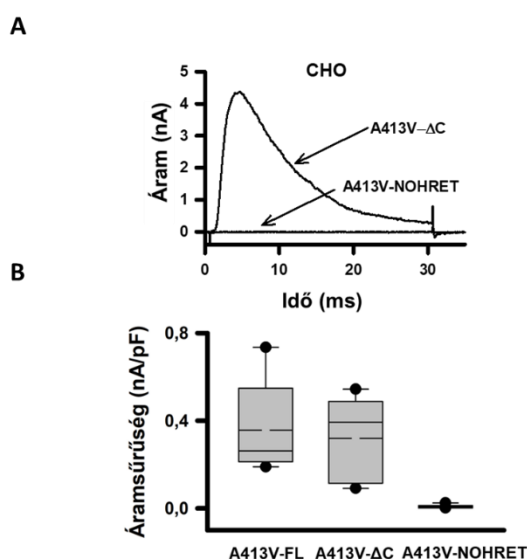 A
CHO
Áram (nA)
5
4
3
2
1
0
A413V–ΔC
A413V-NOHRET
0 10 20 30
Idő (ms)
B
Áramsűrűség (nA/pF)
0,8
0,4
0,0
A413V-FL A413V-ΔC A413V-NOHRET